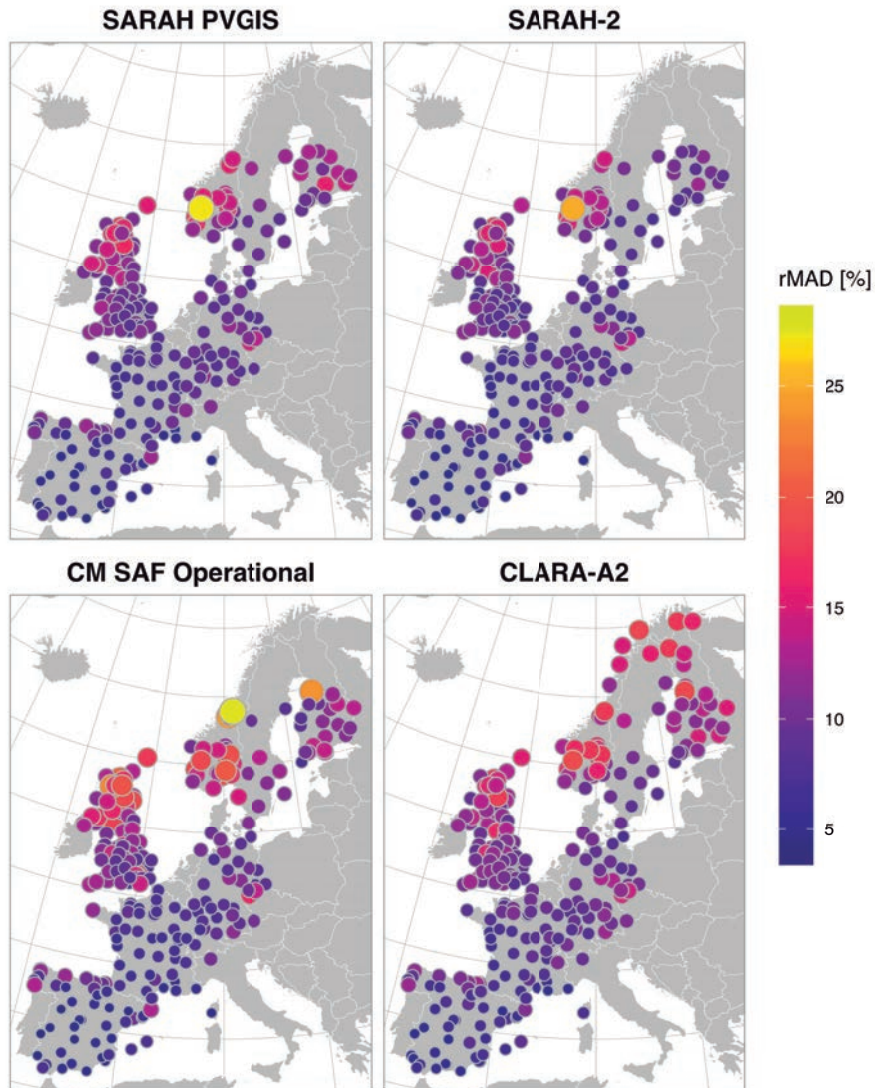 SARAH PVGIS
SARAH-2
rMAD [%]
25
20
15
10
5
CM SAF Operational
CLARA-A2